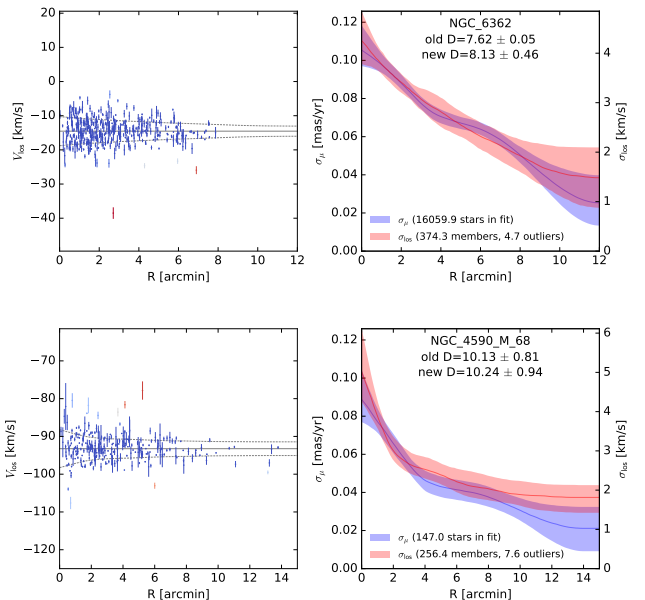 20
10
0
−10
−20
−30
−40
V_los [km/s]
0 2 4 6 8 10 12
R [arcmin]
NGC_6362
old D=7.62 ± 0.05
new D=8.13 ± 0.46
0.12
0.10
0.08
0.06
0.04
0.02
0.00
σ_μ [mas/yr]
σ_μ (16059.9 stars in fit)
σ_los (374.3 members, 4.7 outliers)
4
3
2
1
0
σ_los [km/s]
0 2 4 6 8 10 12
R [arcmin]
−70
−80
−90
−100
−110
−120
V_los [km/s]
0 2 4 6 8 10 12 14
R [arcmin]
NGC_4590_M_68
old D=10.13 ± 0.81
new D=10.24 ± 0.94
0.12
0.10
0.08
0.06
0.04
0.02
0.00
σ_μ [mas/yr]
σ_μ (147.0 stars in fit)
σ_los (256.4 members, 7.6 outliers)
6
5
4
3
2
1
0
σ_los [km/s]
0 2 4 6 8 10 12 14
R [arcmin]